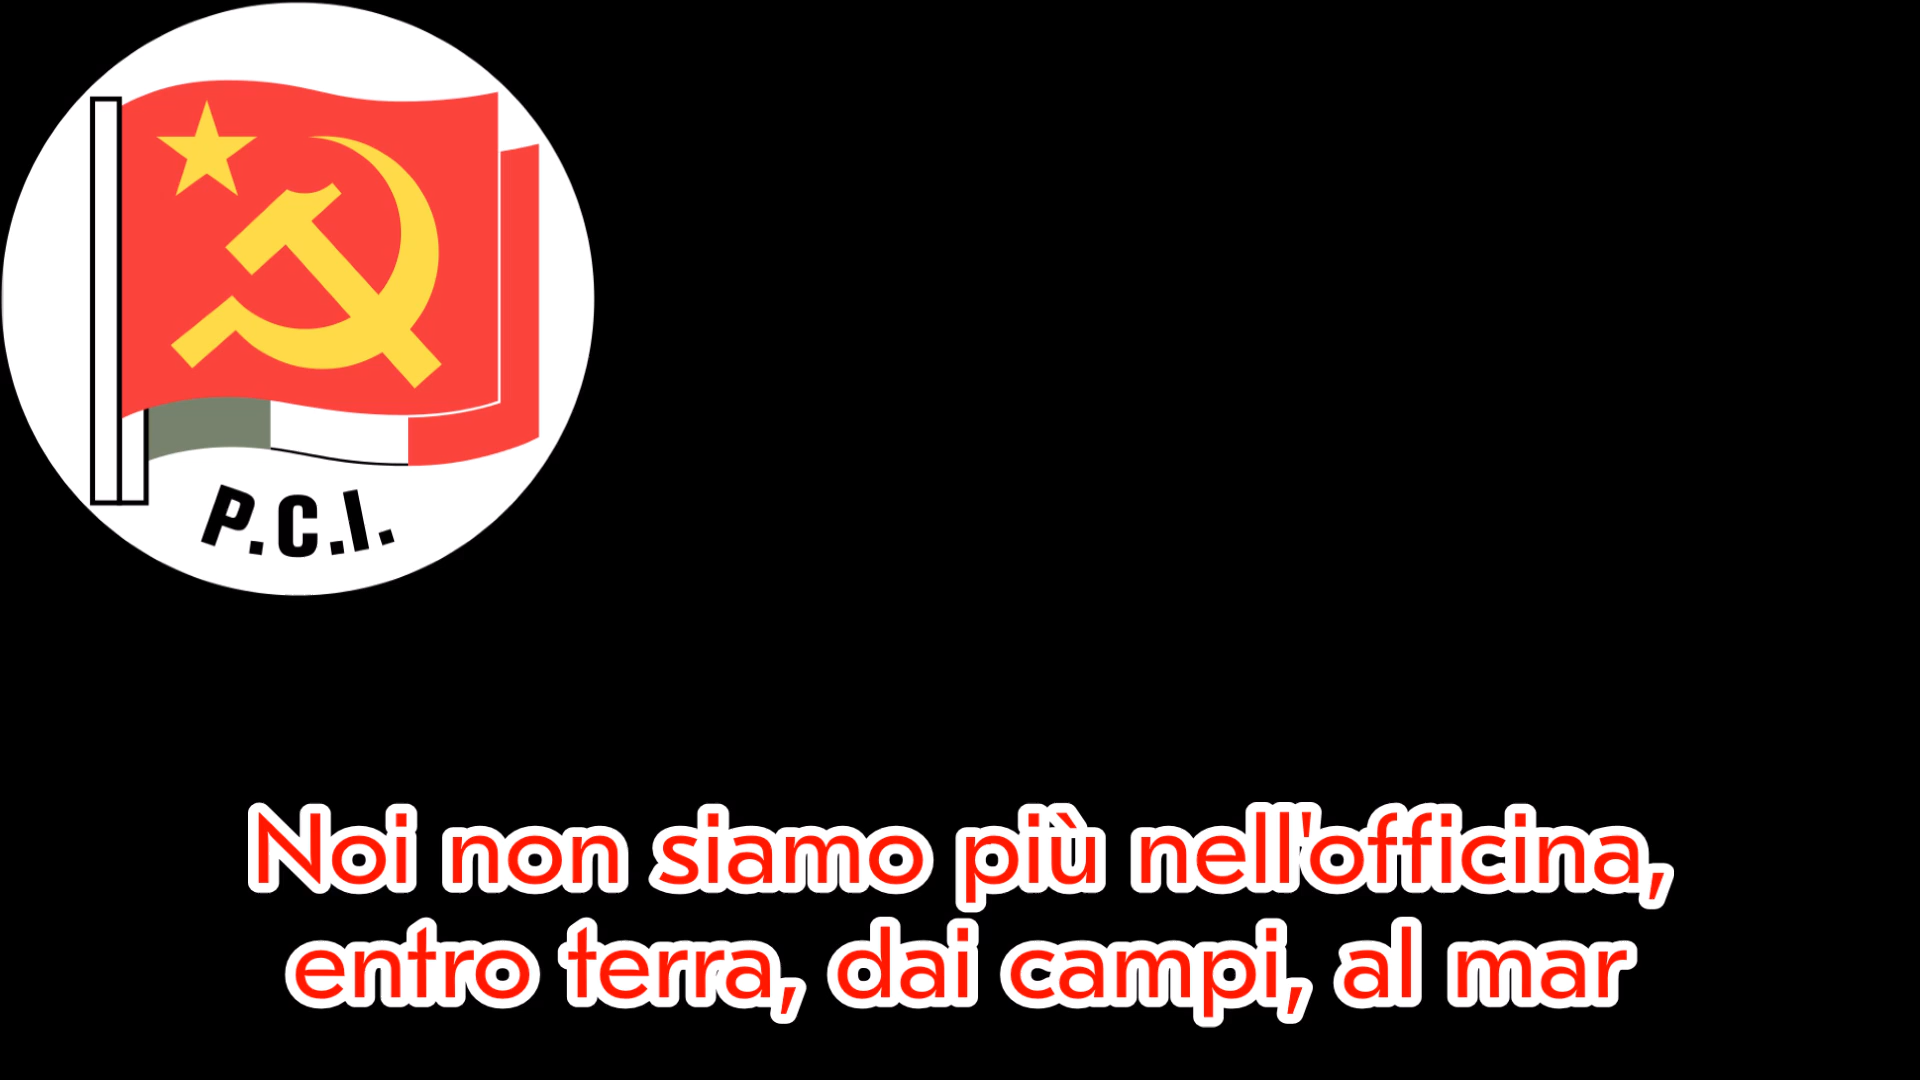 P.C.I.
Noi non siamo più nell'officina,
entro terra, dai campi, al mar